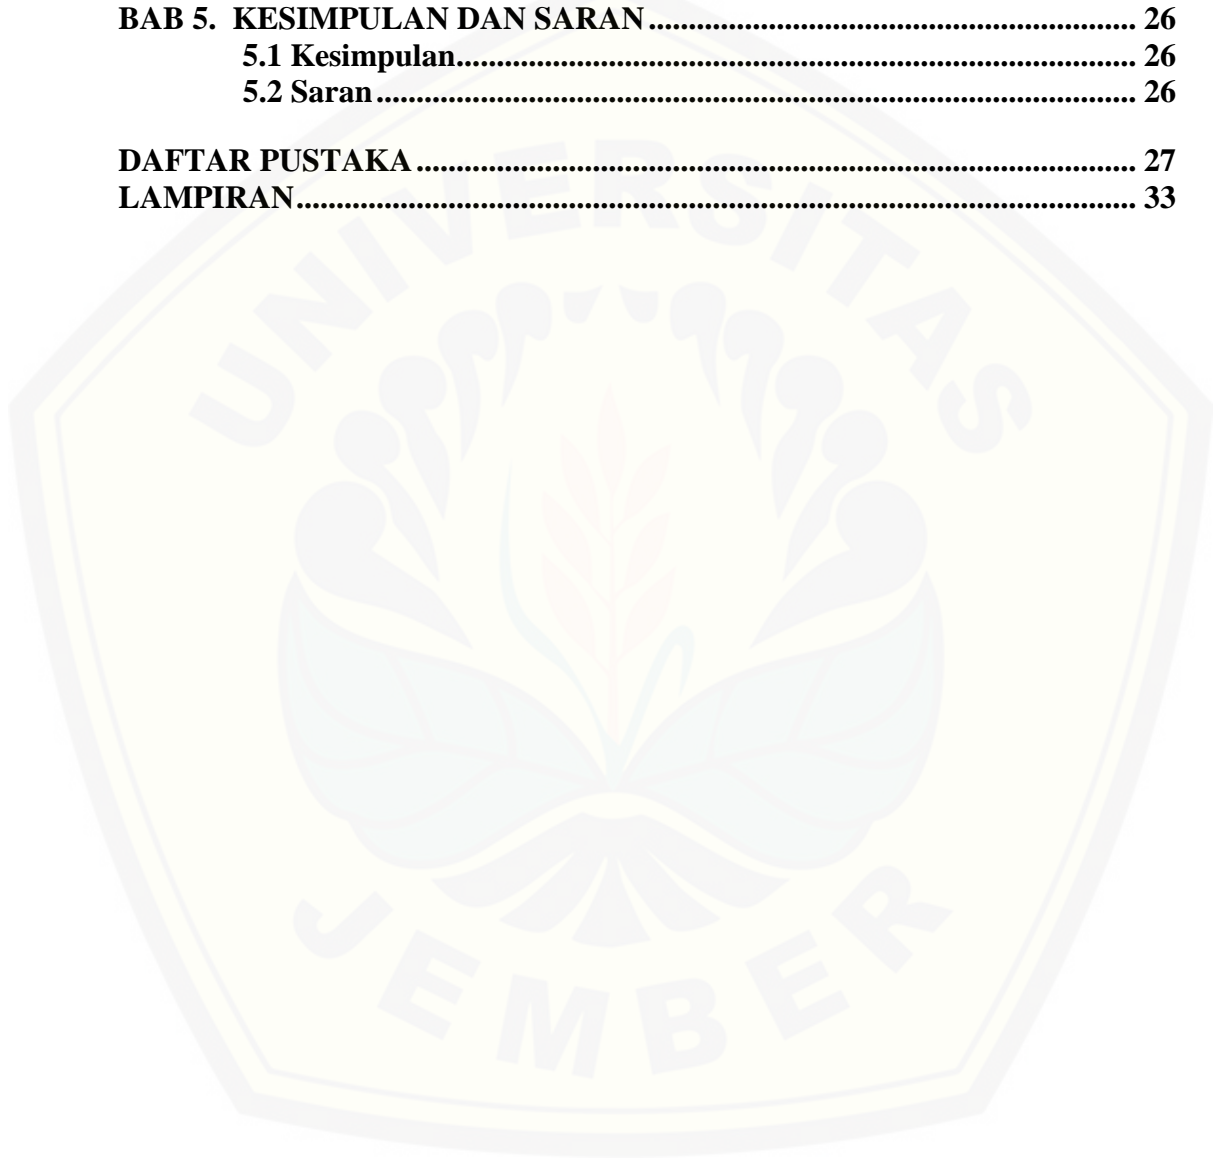 BAB 5. KESIMPULAN DAN SARAN ............................................................. 26
5.1 Kesimpulan..................................................................................... 26
5.2 Saran ............................................................................................... 26
DAFTAR PUSTAKA .......................................................................................... 27
LAMPIRAN......................................................................................................... 33
UNIVERSITAS
JEMBER